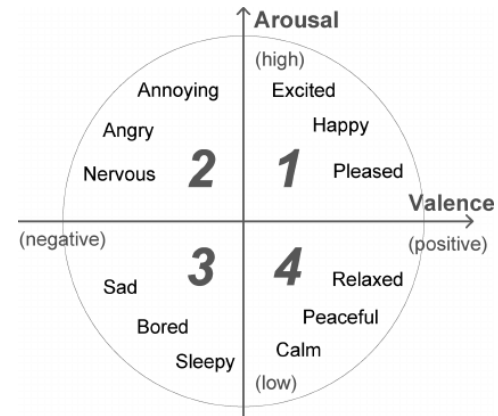 Arousal
(high)
Annoying
Excited
Angry
Happy
2
1
Nervous
Pleased
Valence
(negative)
(positive)
3
4
Sad
Relaxed
Bored
Peaceful
Sleepy
Calm
(low)